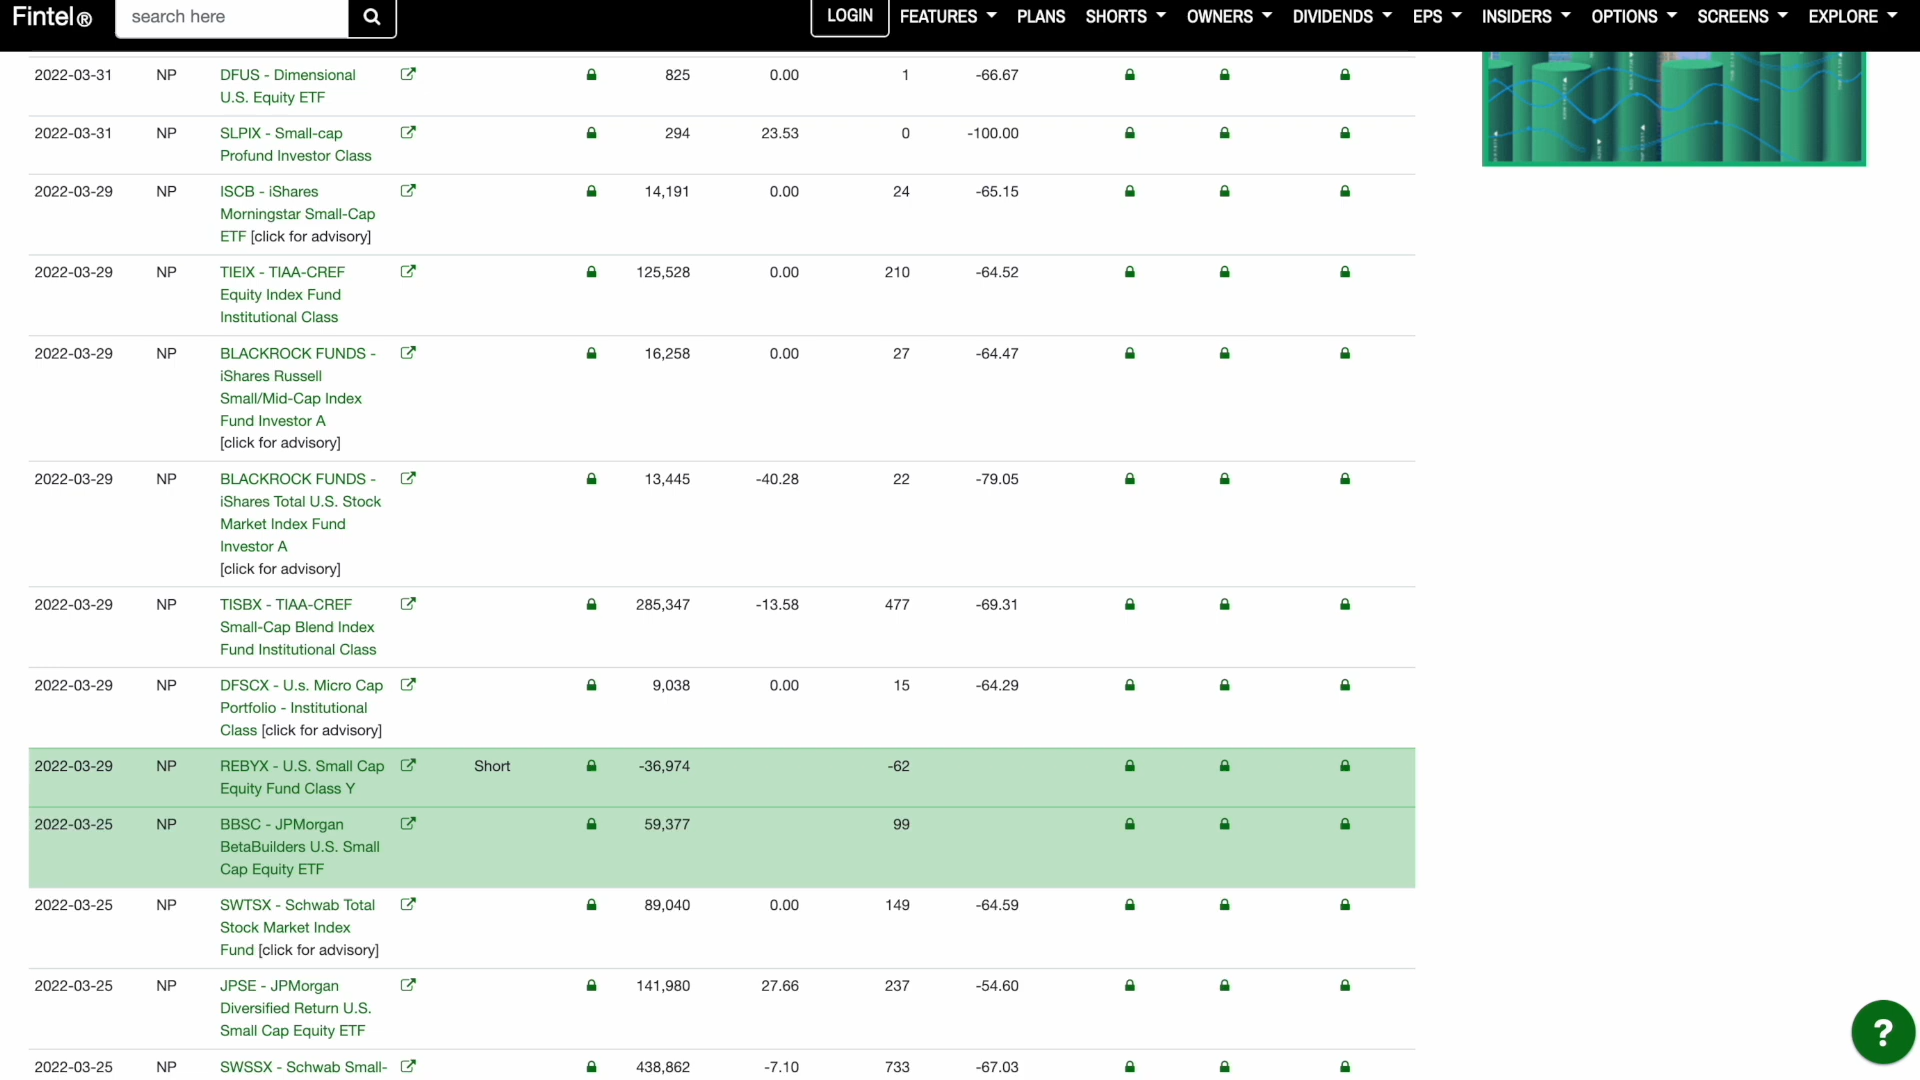 Fintel®
search here
LOGIN FEATURES PLANS SHORTS OWNERS DIVIDENDS EPS INSIDERS OPTIONS SCREENS EXPLORE
2022-03-31 NP DFUS - Dimensional 825 0.00 1 -66.67
U.S. Equity ETF
2022-03-31 NP SLPIX - Small-cap 294 23.53 0 -100.00
Profund Investor Class
2022-03-29 NP ISCB - iShares 14,191 0.00 24 -65.15
Morningstar Small-Cap
ETF [click for advisory]
2022-03-29 NP TIEIX - TIAA-CREF 125,528 0.00 210 -64.52
Equity Index Fund
Institutional Class
2022-03-29 NP BLACKROCK FUNDS - 16,258 0.00 27 -64.47
iShares Russell
Small/Mid-Cap Index
Fund Investor A
[click for advisory]
2022-03-29 NP BLACKROCK FUNDS - 13,445 -40.28 22 -79.05
iShares Total U.S. Stock
Market Index Fund
Investor A
[click for advisory]
2022-03-29 NP TISBX - TIAA-CREF 285,347 -13.58 477 -69.31
Small-Cap Blend Index
Fund Institutional Class
2022-03-29 NP DFSCX - U.s. Micro Cap 9,038 0.00 15 -64.29
Portfolio - Institutional
Class [click for advisory]
2022-03-29 NP REBYX - U.S. Small Cap Short -36,974 -62
Equity Fund Class Y
2022-03-25 NP BBSC - JPMorgan 59,377 99
BetaBuilders U.S. Small
Cap Equity ETF
2022-03-25 NP SWTSX - Schwab Total 89,040 0.00 149 -64.59
Stock Market Index
Fund [click for advisory]
2022-03-25 NP JPSE - JPMorgan 141,980 27.66 237 -54.60
Diversified Return U.S.
Small Cap Equity ETF
2022-03-25 NP SWSSX - Schwab Small- 438,862 -7.10 733 -67.03
?